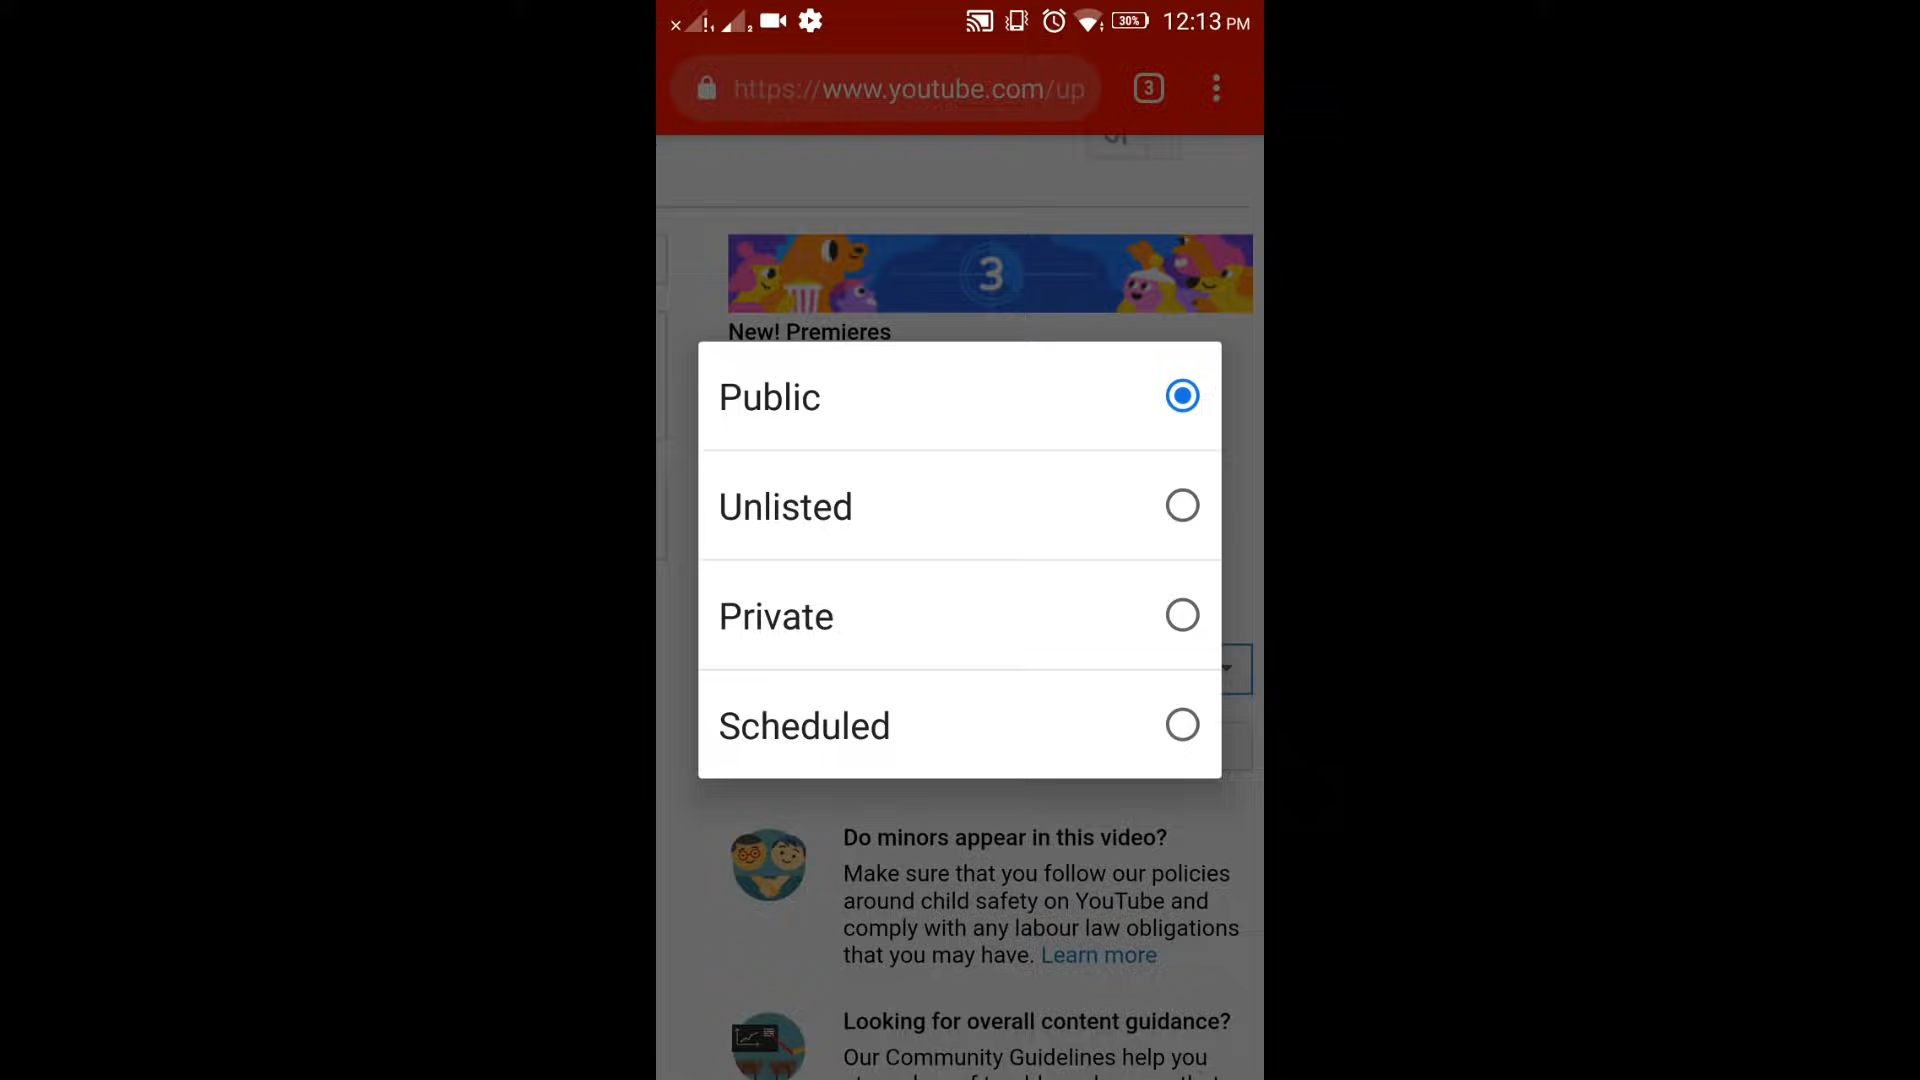 30% 12:13 PM
https://www.youtube.com/up
3
3
New! Premieres
Public
Unlisted
Private
Scheduled
Do minors appear in this video?
Make sure that you follow our policies
around child safety on YouTube and
comply with any labour law obligations
that you may have. Learn more
Looking for overall content guidance?
Our Community Guidelines help you